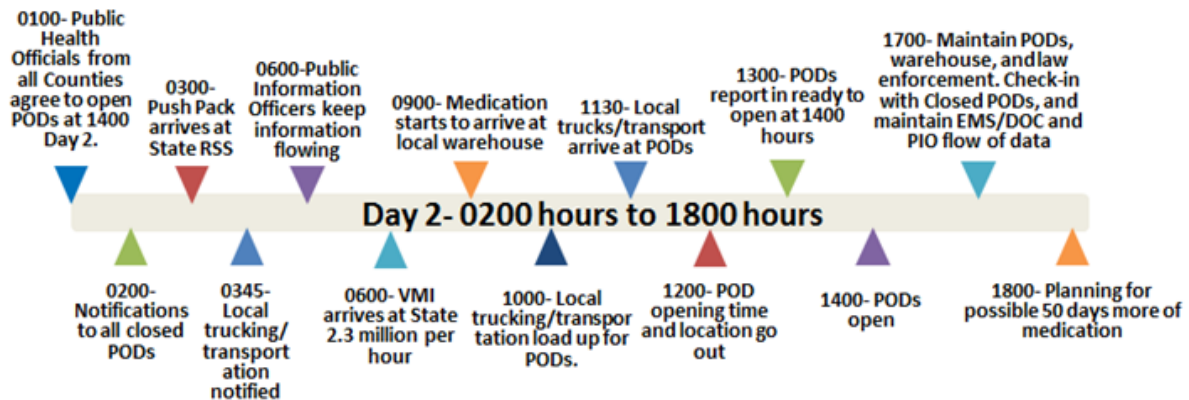 0100- Public
Health
Officials from
all Counties
agree to open
PODs at 1400
Day 2.
0300-
Push Pack
arrives at
State RSS
0600-Public
Information
Officers keep
information
flowing
0900- Medication
starts to arrive at
local warehouse
1130- Local
trucks/transport
arrive at PODs
1300- PODs
report in ready to
open at 1400
hours
1700- Maintain PODs,
warehouse, and law
enforcement. Check-in
with Closed PODs, and
maintain EMS/DOC and
PIO flow of data
Day 2- 0200 hours to 1800 hours
0200-
Notifications
to all closed
PODs
0345-
Local
trucking/
transport
ation
notified
0600- VMI
arrives at State
2.3 million per
hour
1000- Local
trucking/transpor
tation load up for
PODs.
1200- POD
opening time
and location go
out
1400- PODs
open
1800- Planning for
possible 50 days more of
medication